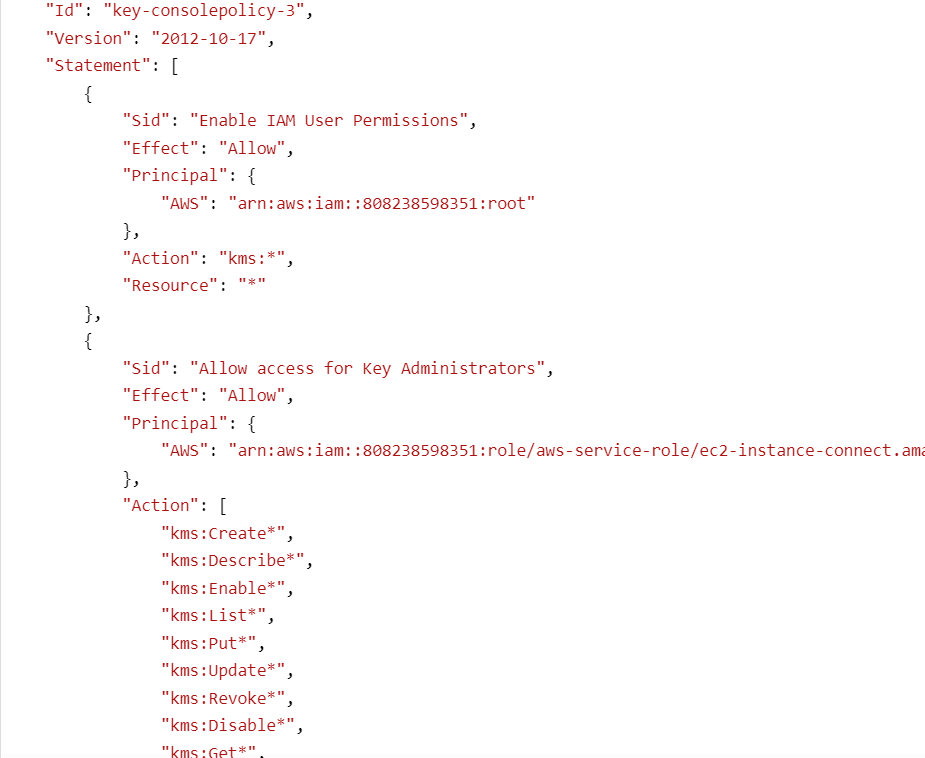 "Id": "key-consolepolicy-3",
"Version": "2012-10-17",
"Statement": [
{
"Sid": "Enable IAM User Permissions",
"Effect": "Allow",
"Principal": {
"AWS": "arn:aws:iam::808238598351:root"
},
"Action": "kms:*",
"Resource": "*"
},
{
"Sid": "Allow access for Key Administrators",
"Effect": "Allow",
"Principal": {
"AWS": "arn:aws:iam::808238598351:role/aws-service-role/ec2-instance-connect.ama
},
"Action": [
"kms:Create*",
"kms:Describe*",
"kms:Enable*",
"kms:List*",
"kms:Put*",
"kms:Update*",
"kms:Revoke*",
"kms:Disable*",
"kms:Get*",